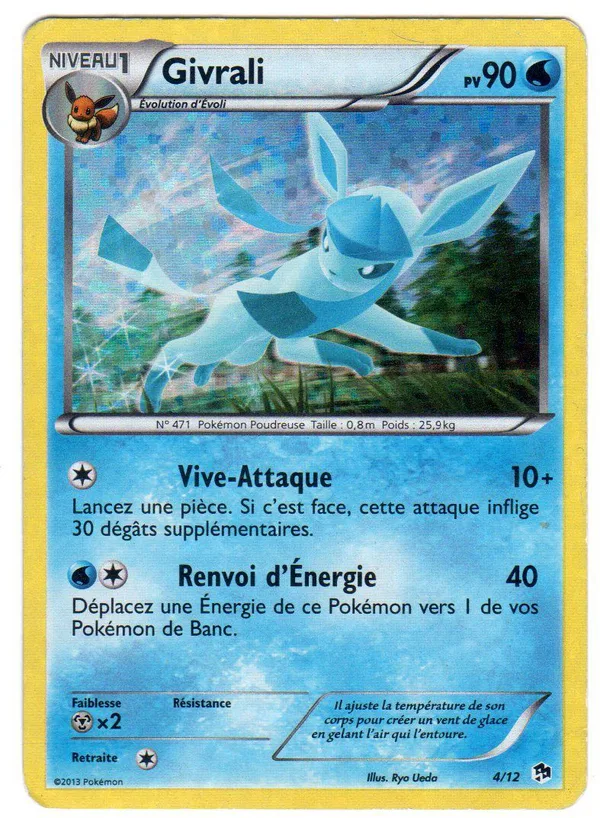 NIVEAU1
Givrali
PV90
Évolution d'Évoli
N° 471 Pokémon Poudreuse Taille : 0,8m Poids : 25,9kg
Vive-Attaque 10+
Lancez une pièce. Si c'est face, cette attaque inflige
30 dégâts supplémentaires.
Renvoi d'Énergie 40
Déplacez une Énergie de ce Pokémon vers 1 de vos
Pokémon de Banc.
Faiblesse Résistance
×2
Retraite
Il ajuste la température de son
corps pour créer un vent de glace
en gelant l'air qui l'entoure.
©2013 Pokémon
Illus. Ryo Ueda
4/12